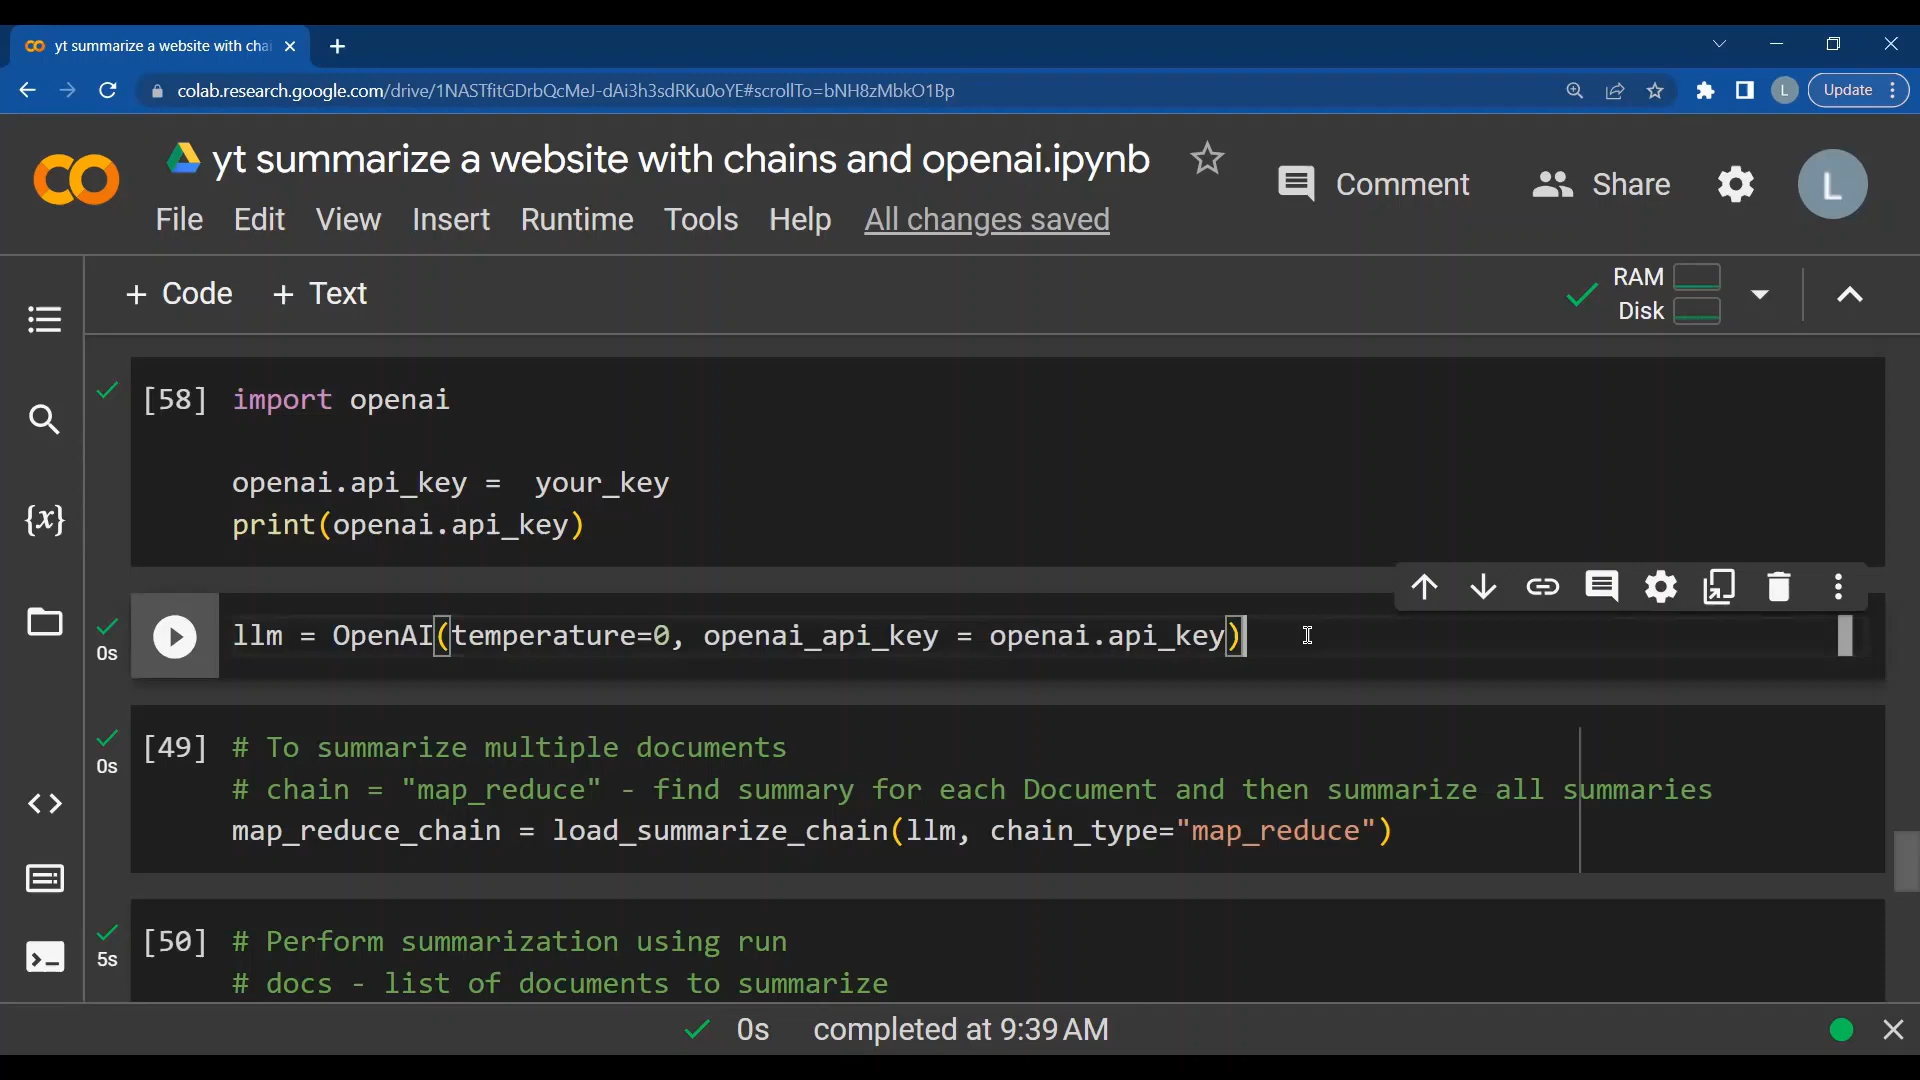 yt summarize a website with chai
colab.research.google.com/drive/1NASTfitGDrbQcMeJ-dAi3h3sdRKu0oYE#scrollTo=bNH8zMbkO1Bp
L
Update
yt summarize a website with chains and openai.ipynb
Comment
Share
L
File Edit View Insert Runtime Tools Help All changes saved
+ Code + Text
RAM
Disk
[58] import openai
openai.api_key =  your_key
print(openai.api_key)
0s
llm = OpenAI(temperature=0, openai_api_key = openai.api_key)
0s
[49] # To summarize multiple documents
# chain = "map_reduce" - find summary for each Document and then summarize all summaries
map_reduce_chain = load_summarize_chain(llm, chain_type="map_reduce")
5s
[50] # Perform summarization using run
# docs - list of documents to summarize
0s completed at 9:39 AM